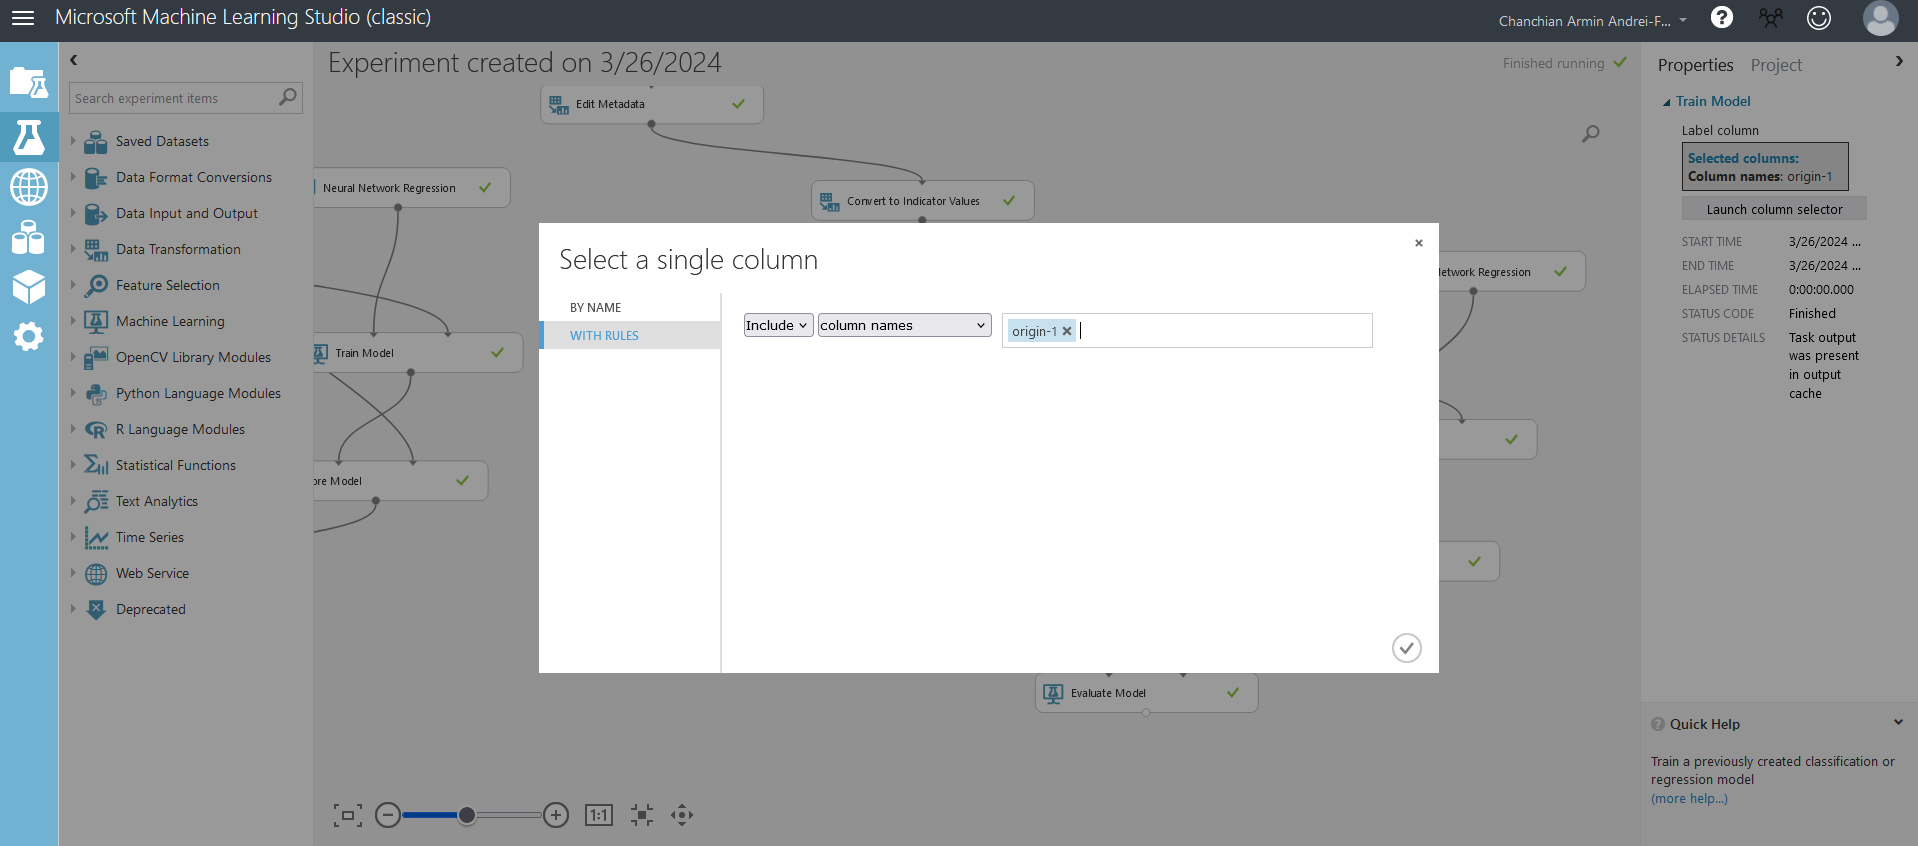 Microsoft Machine Learning Studio (classic)
Chanchian Armin Andrei-F...
?
Search experiment items
Saved Datasets
Data Format Conversions
Data Input and Output
Data Transformation
Feature Selection
Machine Learning
OpenCV Library Modules
Python Language Modules
R Language Modules
Statistical Functions
Text Analytics
Time Series
Web Service
Deprecated
Experiment created on 3/26/2024
Finished running
Edit Metadata
Neural Network Regression
Convert to Indicator Values
Network Regression
Train Model
ore Model
Evaluate Model
1:1
Select a single column
BY NAME
WITH RULES
Include
column names
origin-1
Properties
Project
Train Model
Label column
Selected columns:
Column names: origin-1
Launch column selector
START TIME 3/26/2024 ...
END TIME 3/26/2024 ...
ELAPSED TIME 0:00:00.000
STATUS CODE Finished
STATUS DETAILS Task output
was present
in output
cache
? Quick Help
Train a previously created classification or
regression model
(more help...)